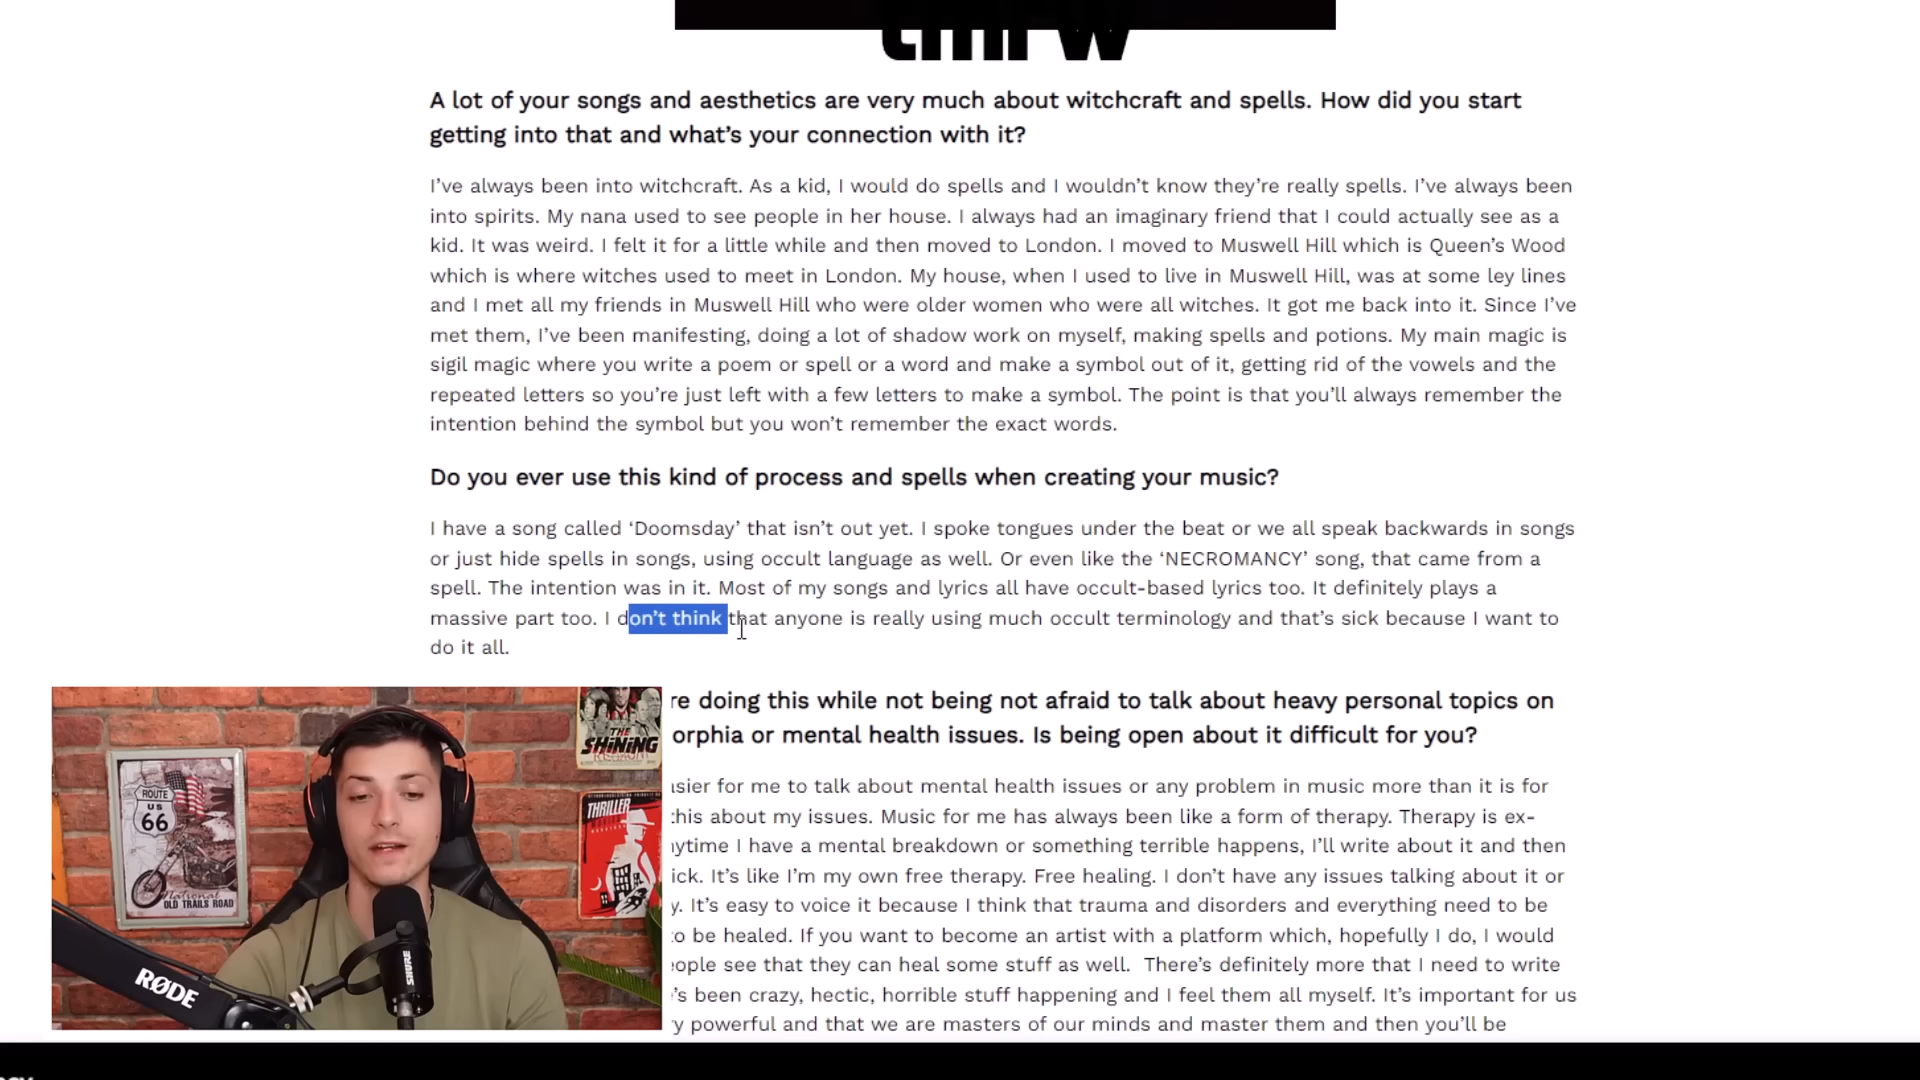 tmrw
A lot of your songs and aesthetics are very much about witchcraft and spells. How did you start
getting into that and what's your connection with it?
I've always been into witchcraft. As a kid, I would do spells and I wouldn't know they're really spells. I've always been
into spirits. My nana used to see people in her house. I always had an imaginary friend that I could actually see as a
kid. It was weird. I felt it for a little while and then moved to London. I moved to Muswell Hill which is Queen's Wood
which is where witches used to meet in London. My house, when I used to live in Muswell Hill, was at some ley lines
and I met all my friends in Muswell Hill who were older women who were all witches. It got me back into it. Since I've
met them, I've been manifesting, doing a lot of shadow work on myself, making spells and potions. My main magic is
sigil magic where you write a poem or spell or a word and make a symbol out of it, getting rid of the vowels and the
repeated letters so you're just left with a few letters to make a symbol. The point is that you'll always remember the
intention behind the symbol but you won't remember the exact words.
Do you ever use this kind of process and spells when creating your music?
I have a song called ‘Doomsday’ that isn't out yet. I spoke tongues under the beat or we all speak backwards in songs
or just hide spells in songs, using occult language as well. Or even like the ‘NECROMANCY’ song, that came from a
spell. The intention was in it. Most of my songs and lyrics all have occult-based lyrics too. It definitely plays a
massive part too. I don't think that anyone is really using much occult terminology and that's sick because I want to
do it all.
re doing this while not being not afraid to talk about heavy personal topics on
orphia or mental health issues. Is being open about it difficult for you?
asier for me to talk about mental health issues or any problem in music more than it is for
this about my issues. Music for me has always been like a form of therapy. Therapy is ex-
ytime I have a mental breakdown or something terrible happens, I'll write about it and then
ick. It's like I'm my own free therapy. Free healing. I don't have any issues talking about it or
y. It's easy to voice it because I think that trauma and disorders and everything need to be
to be healed. If you want to become an artist with a platform which, hopefully I do, I would
eople see that they can heal some stuff as well. There's definitely more that I need to write
's been crazy, hectic, horrible stuff happening and I feel them all myself. It's important for us
y powerful and that we are masters of our minds and master them and then you'll be
THE
SHiNiNG
ROUTE
US
66
National
OLD TRAILS ROAD
THRILLER
RØDE
SHURE